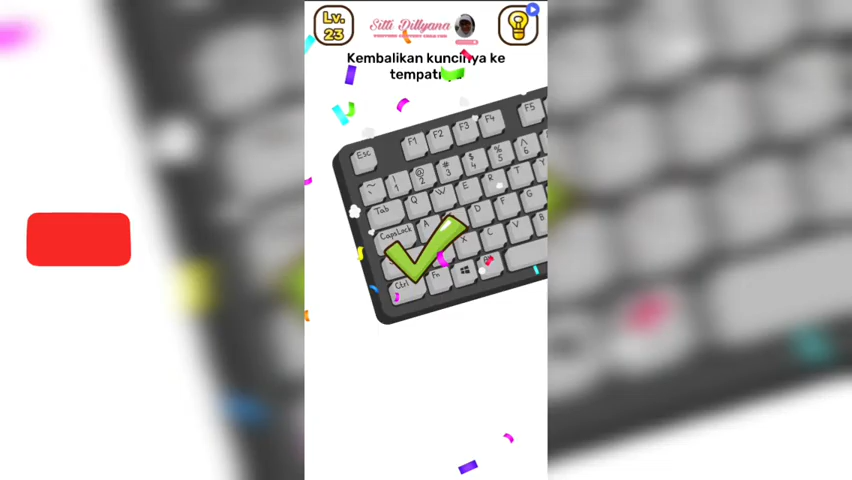 Lv.
23
Sitti Dillyana
Kembalikan kuncinya ke
Esc F1 F2 F3 F4 F5
~ ! 1 @ 2 # 3 $ 4 % 5 ^ 6
Tab Q W E R T Y
CapsLock A D F G
X C V B
Ctrl Fn